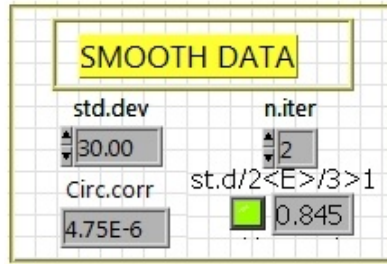 SMOOTH DATA
std.dev n.iter
30.00 2
Circ.corr st.d/2<E>/3>1
4.75E-6 0.845